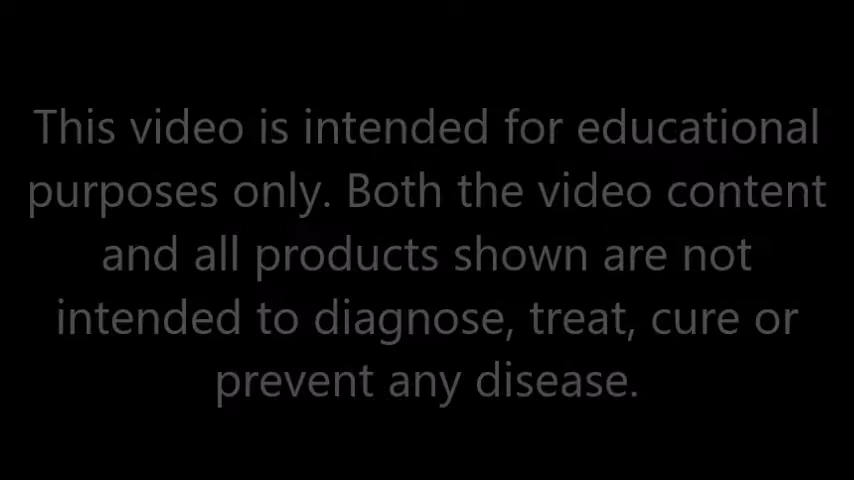 This video is intended for educational
purposes only. Both the video content
and all products shown are not
intended to diagnose, treat, cure or
prevent any disease.